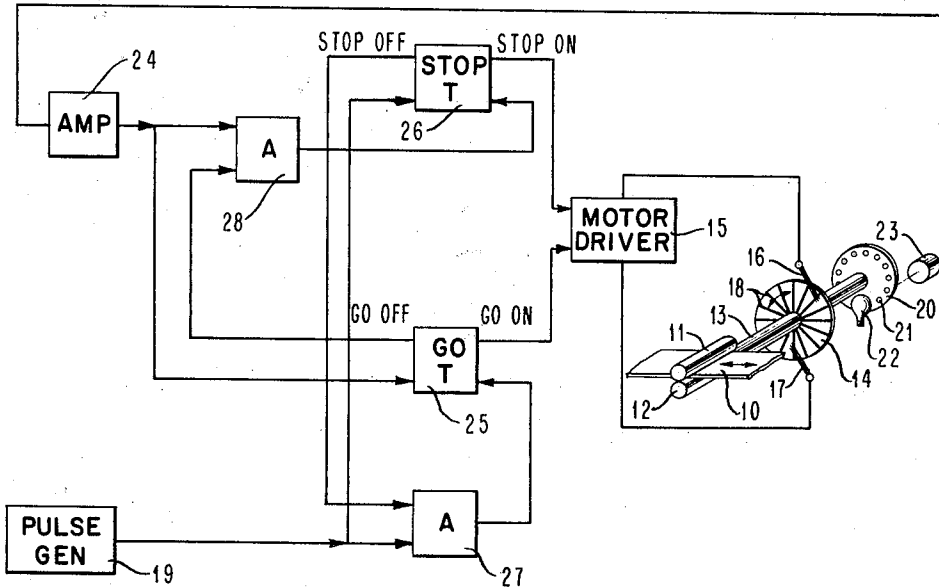 24
STOP OFF
STOP ON
STOP
T
26
AMP
A
28
MOTOR
DRIVER
15
23
16
18
13
20
21
22
GO OFF
GO ON
11
GO
T
14
17
12
10
25
PULSE
GEN
19
A
27